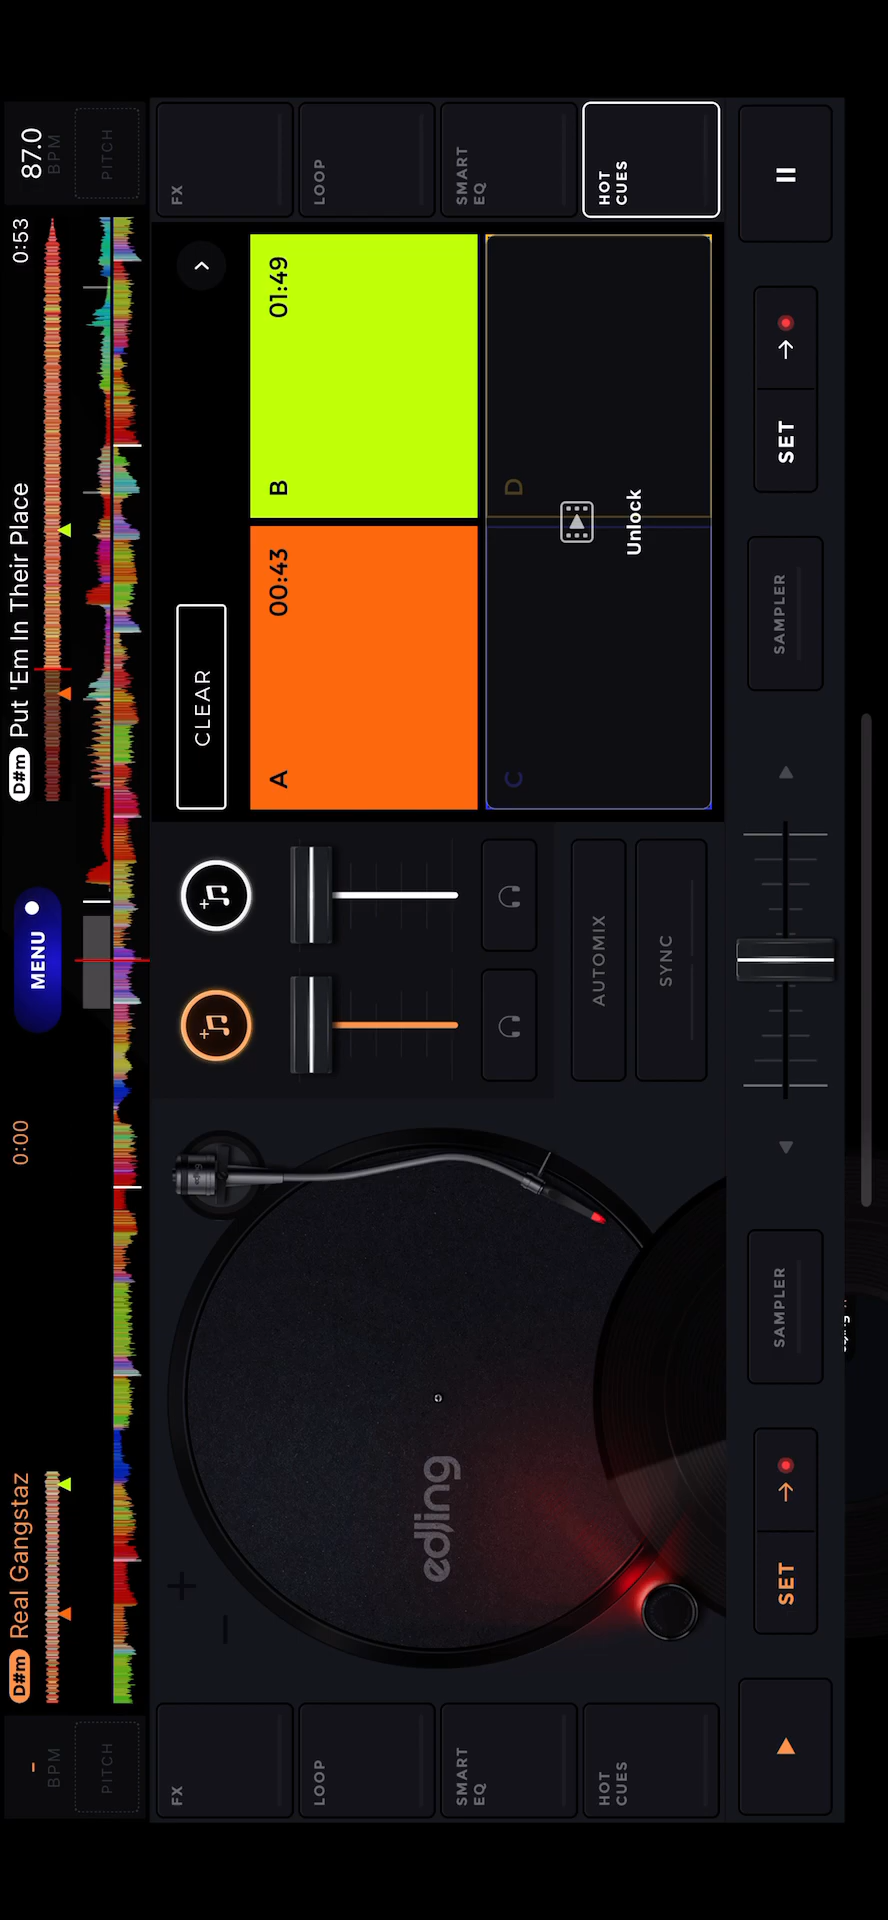 -
BPM
PITCH
D#m Real Gangstaz
0:00
MENU
D#m Put 'Em In Their Place
0:53
87.0
BPM
PITCH
FX
LOOP
SMART
EQ
HOT
CUES
edjing
AUTOMIX
SYNC
CLEAR
A 00:43
B 01:49
C
D
Unlock
FX
LOOP
SMART
EQ
HOT
CUES
SET
SAMPLER
SAMPLER
SET